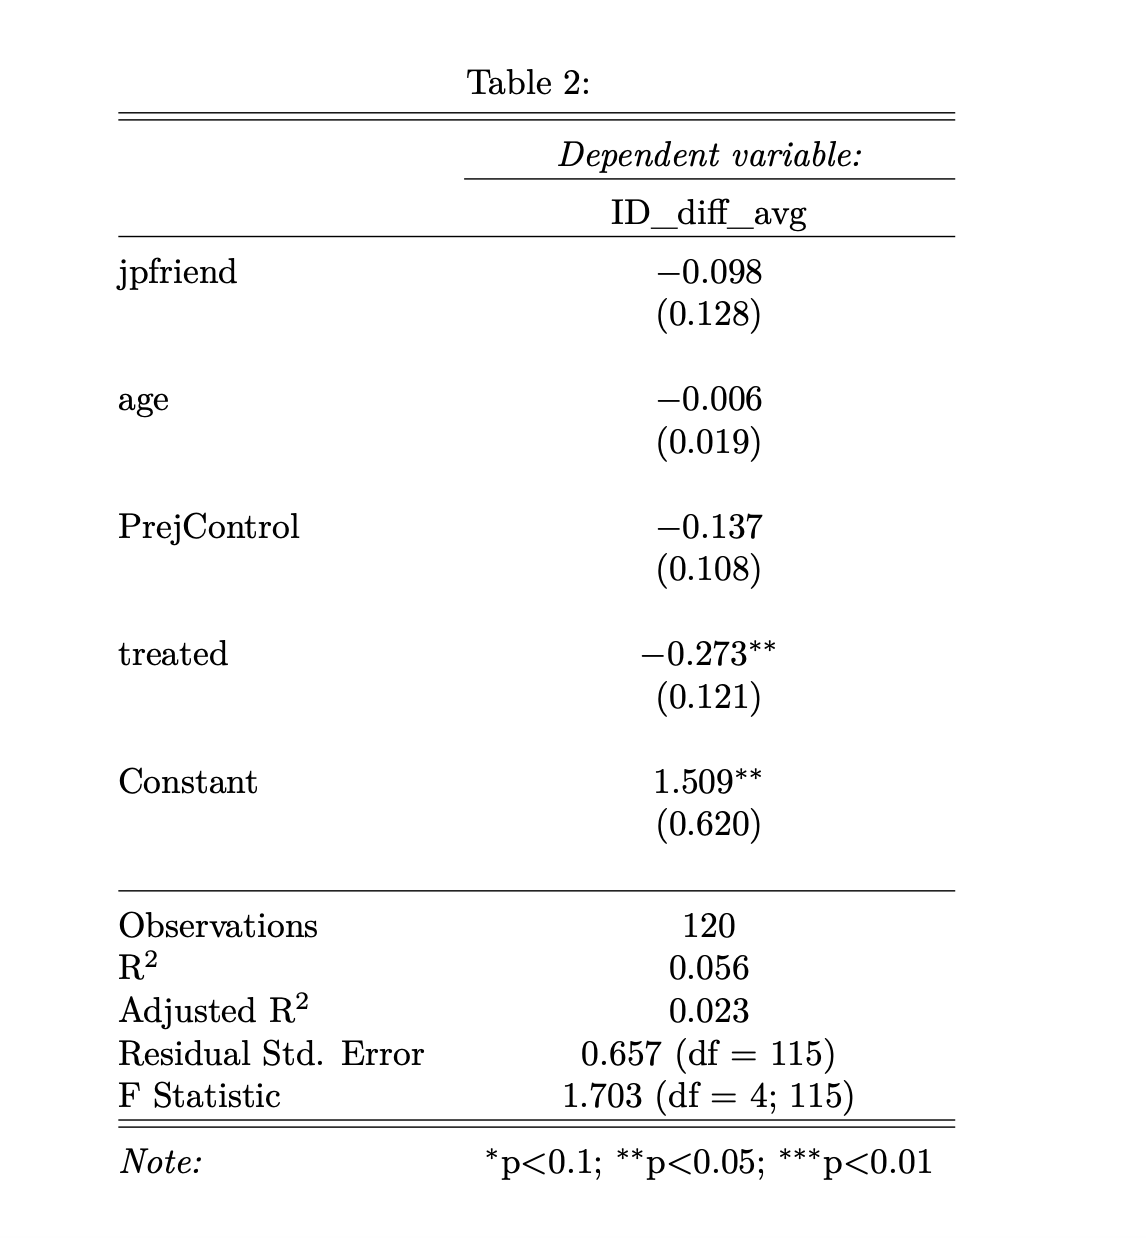 Table 2:
Dependent variable:
ID_diff_avg
jpfriend −0.098
(0.128)
age −0.006
(0.019)
PrejControl −0.137
(0.108)
treated −0.273**
(0.121)
Constant 1.509**
(0.620)
Observations 120
R² 0.056
Adjusted R² 0.023
Residual Std. Error 0.657 (df = 115)
F Statistic 1.703 (df = 4; 115)
Note: *p<0.1; **p<0.05; ***p<0.01